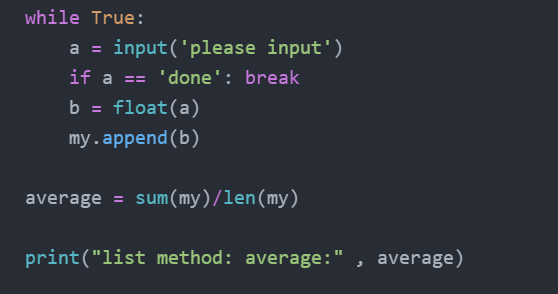 while True:
    a = input('please input')
    if a == 'done': break
    b = float(a)
    my.append(b)
average = sum(my)/len(my)
print("list method: average:" , average)